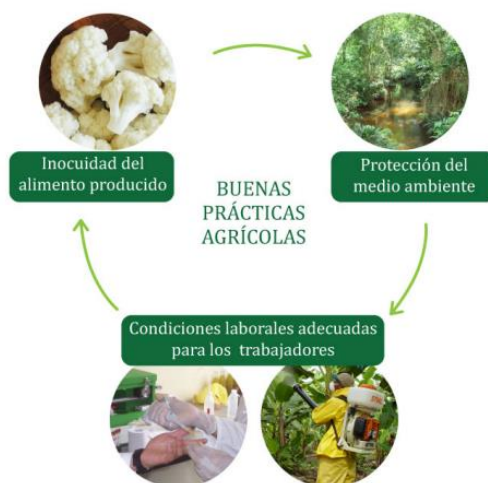 Inocuidad del
alimento producido
Protección del
medio ambiente
BUENAS
PRÁCTICAS
AGRÍCOLAS
Condiciones laborales adecuadas
para los trabajadores